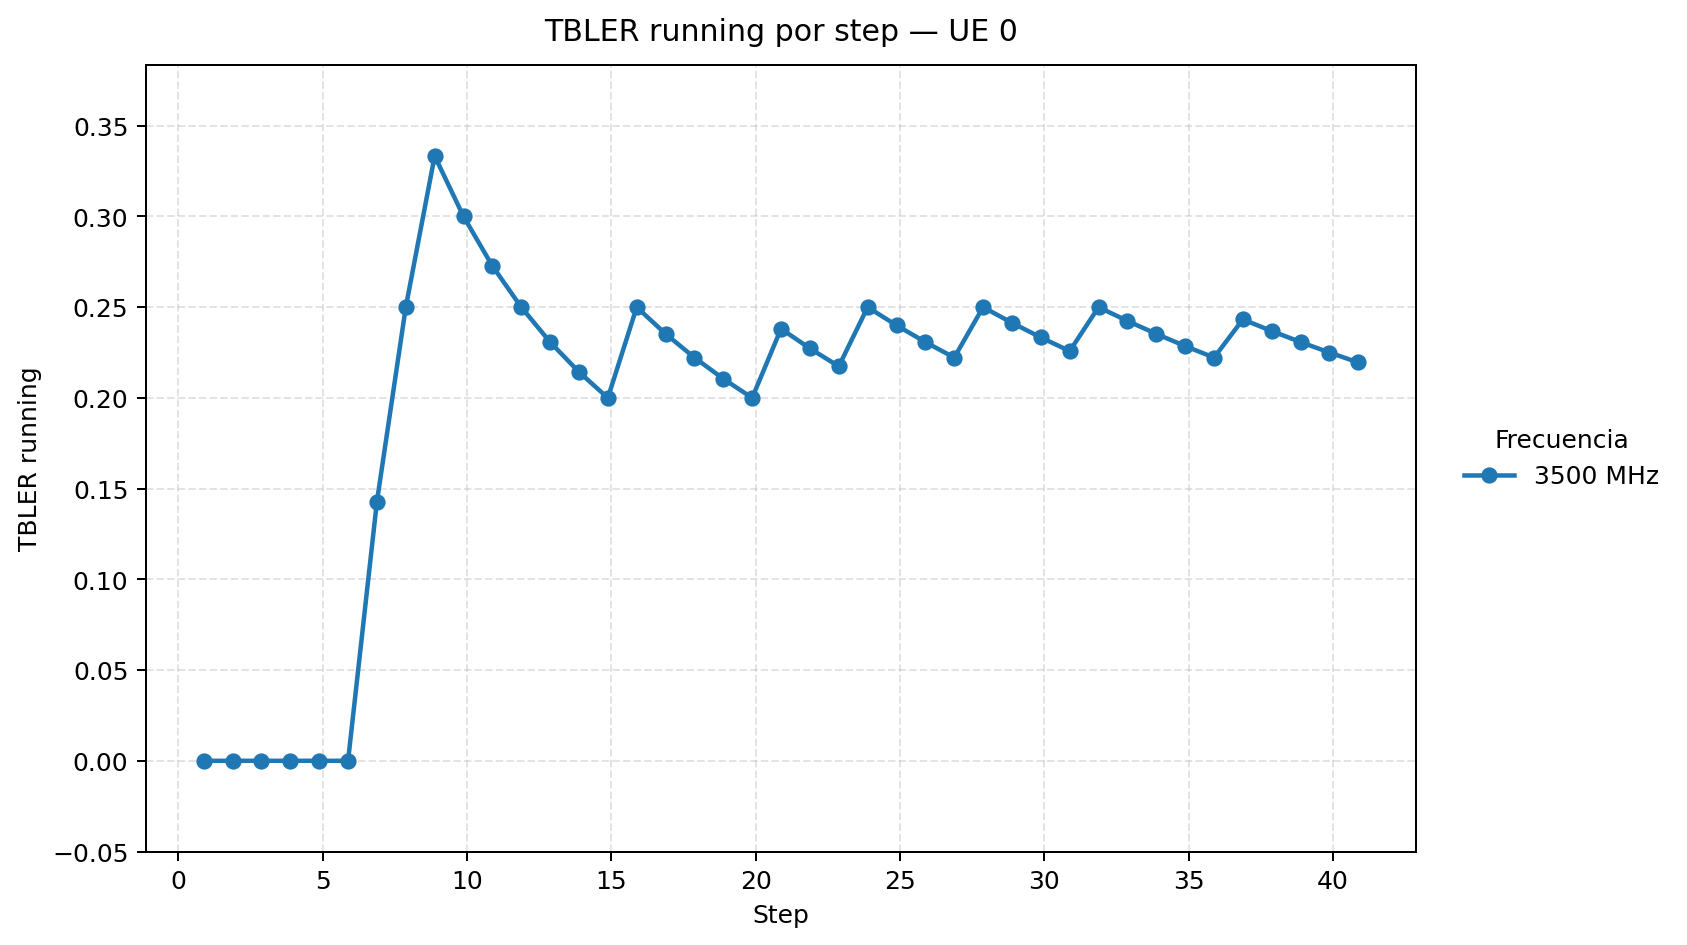 TBLER running por step — UE 0
0.35
0.30
0.25
0.20
0.15
0.10
0.05
0.00
−0.05
TBLER running
0 5 10 15 20 25 30 35 40
Step
Frecuencia
3500 MHz